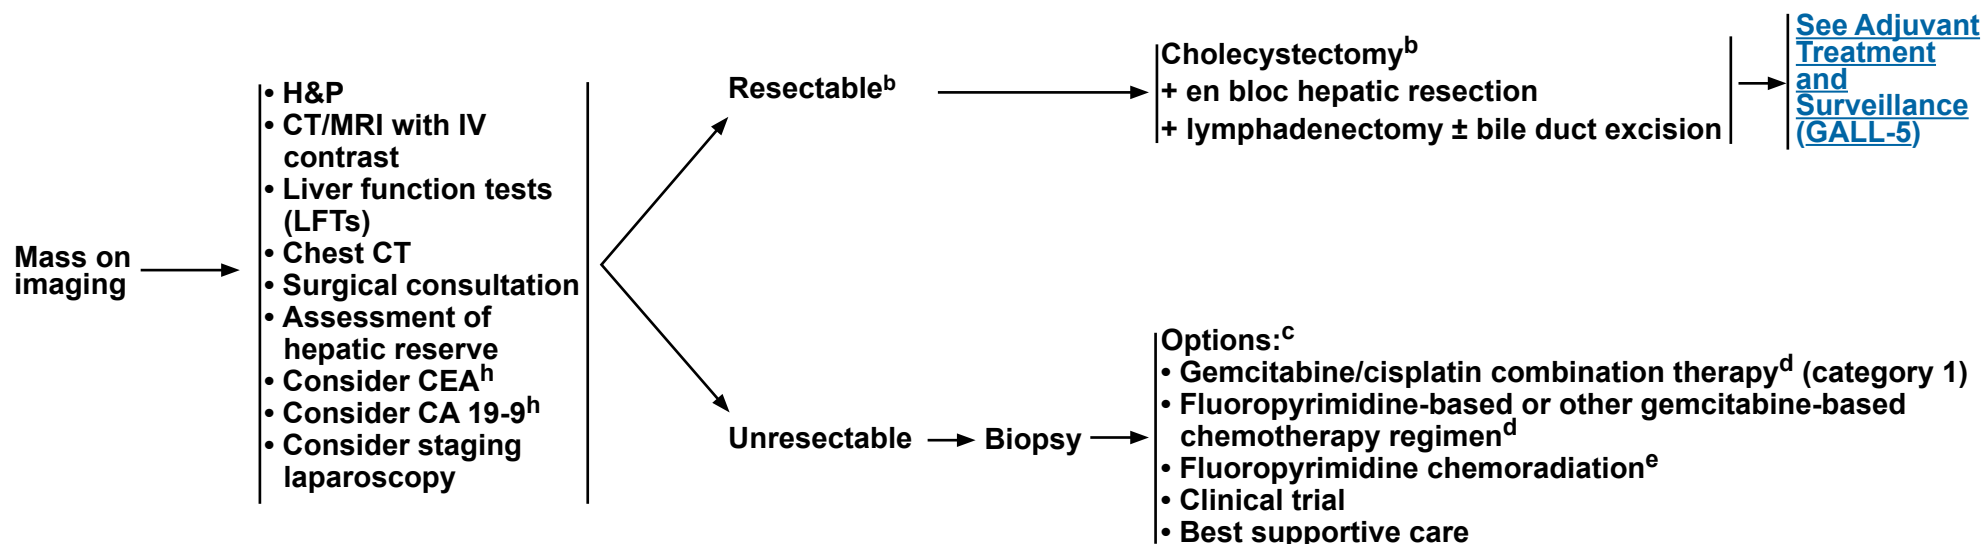 Mass on
imaging
• H&P
• CT/MRI with IV
contrast
• Liver function tests
(LFTs)
• Chest CT
• Surgical consultation
• Assessment of
hepatic reserve
• Consider CEAʰ
• Consider CA 19-9ʰ
• Consider staging
laparoscopy
Resectableᵇ
Cholecystectomyᵇ
+ en bloc hepatic resection
+ lymphadenectomy ± bile duct excision
See Adjuvant
Treatment
and
Surveillance
(GALL-5)
Unresectable
Biopsy
Options:ᶜ
• Gemcitabine/cisplatin combination therapyᵈ (category 1)
• Fluoropyrimidine-based or other gemcitabine-based
chemotherapy regimenᵈ
• Fluoropyrimidine chemoradiationᵉ
• Clinical trial
• Best supportive care